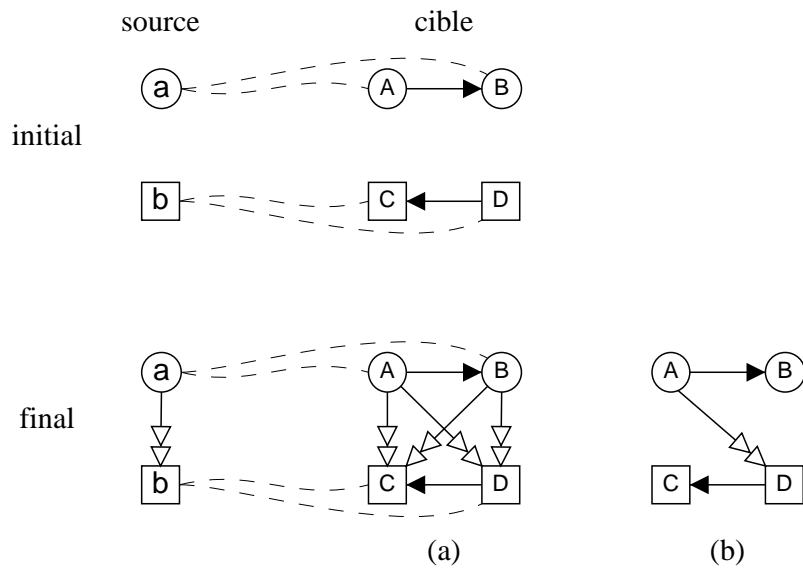 source cible
a A B
initial
b C D
a A B A B
final
b C D C D
(a) (b)